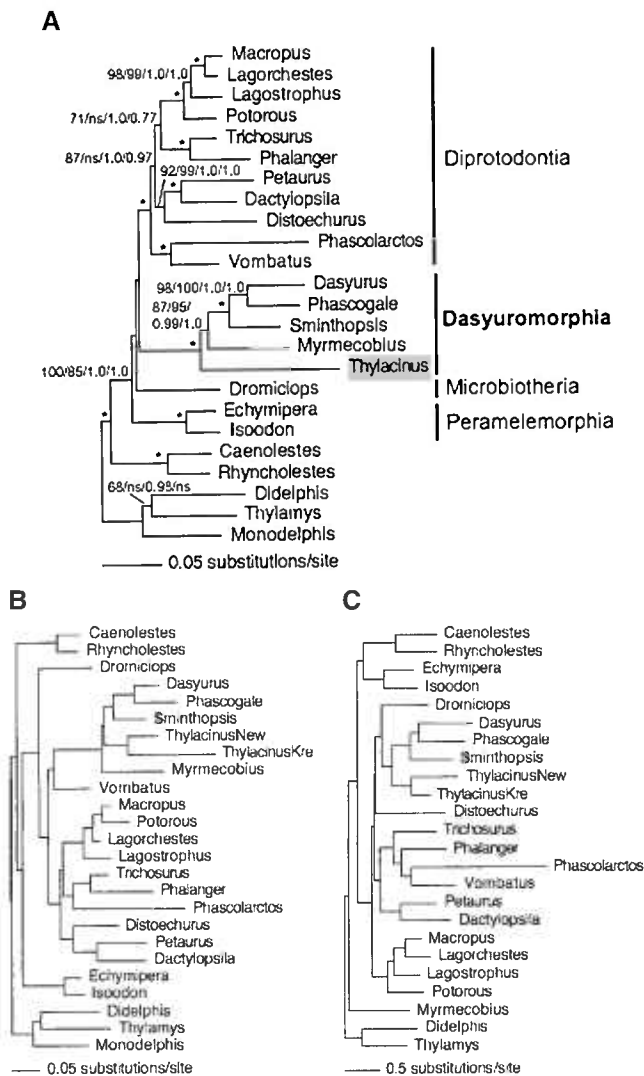 A
Macropus
98/99/1.0/1.0
Lagorchestes
Lagostrophus
71/ns/1.0/0.77
Potorous
Trichosurus
87/ns/1.0/0.97
Phalanger
Diprotodontia
92/99/1.0/1.0
Petaurus
Dactylopsila
Distoechurus
Phascolarctos
Vombatus
98/100/1.0/1.0
Dasyurus
87/95/
0.99/1.0
Phascogale
Sminthopsis
Dasyuromorphia
Myrmecobius
100/85/1.0/1.0
Thylacinus
Dromiciops
Microbiotheria
Echymipera
Peramelemorphia
Isoodon
Caenolestes
Rhyncholestes
68/ns/0.98/ns
Didelphis
Thylamys
Monodelphis
0.05 substitutions/site
B
Caenolestes
Rhyncholestes
Dromiciops
Dasyurus
Phascogale
Sminthopsis
ThylacinusNew
ThylacinusKre
Myrmecobius
Vombatus
Macropus
Potorous
Lagorchestes
Lagostrophus
Trichosurus
Phalanger
Phascolarctos
Distoechurus
Petaurus
Dactylopsila
Echymipera
Isoodon
Didelphis
Thylamys
Monodelphis
0.05 substitutions/site
C
Caenolestes
Rhyncholestes
Echymipera
Isoodon
Dromiciops
Dasyurus
Phascogale
Sminthopsis
ThylacinusNew
ThylacinusKre
Distoechurus
Trichosurus
Phalanger
Phascolarctos
Vombatus
Petaurus
Dactylopsila
Macropus
Lagorchestes
Lagostrophus
Potorous
Myrmecobius
Didelphis
Thylamys
0.5 substitutions/site